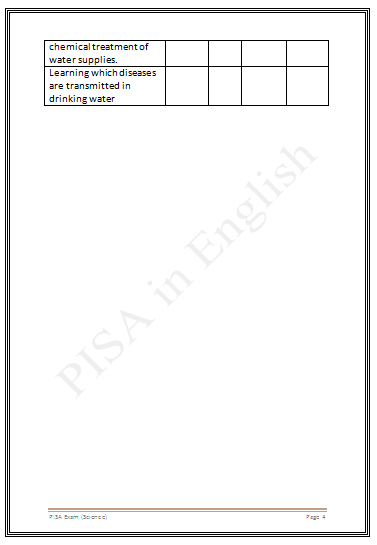 chemical treatment of
water supplies.
Learning which diseases
are transmitted in
drinking water
PISA in English
PISA Exam (Science) Page 4